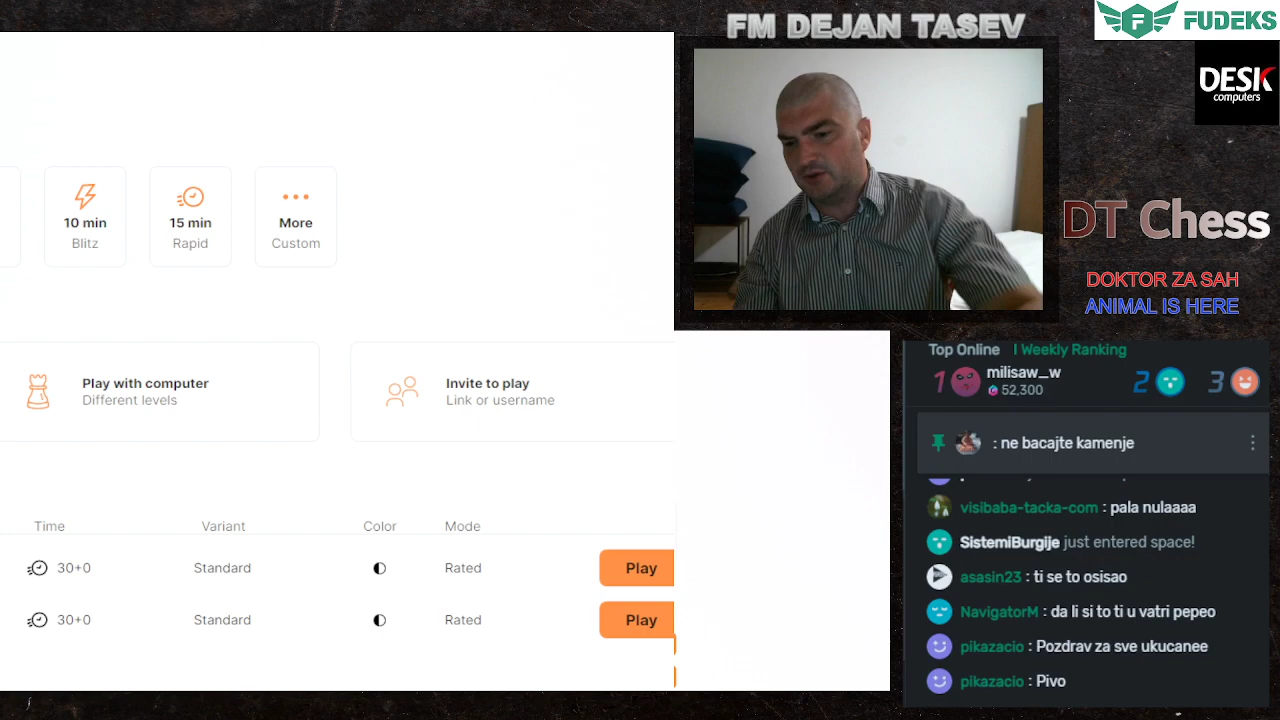 FM DEJAN TASEV
FUDEKS
DESK
computers
10 min
Blitz
15 min
Rapid
More
Custom
DT Chess
DOKTOR ZA SAH
ANIMAL IS HERE
Play with computer
Different levels
Invite to play
Link or username
Top Online
Weekly Ranking
1 milisaw_w
52,300
2
3
: ne bacajte kamenje
visibaba-tacka-com : pala nulaaaa
SistemiBurgije just entered space!
asasin23 : ti se to osisao
NavigatorM : da li si to ti u vatri pepeo
pikazacio : Pozdrav za sve ukucanee
pikazacio : Pivo
Time Variant Color Mode
30+0 Standard Rated Play
30+0 Standard Rated Play